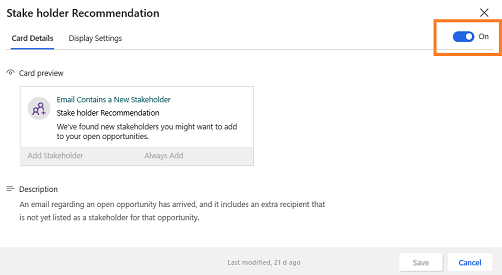 Stake holder Recommendation
Card Details
Display Settings
On
Card preview
Email Contains a New Stakeholder
Stake holder Recommendation
We've found new stakeholders you might want to add
to your open opportunities.
Add Stakeholder
Always Add
Description
An email regarding an open opportunity has arrived, and it includes an extra recipient that
is not yet listed as a stakeholder for that opportunity.
Last modified, 21 d ago
Save
Cancel